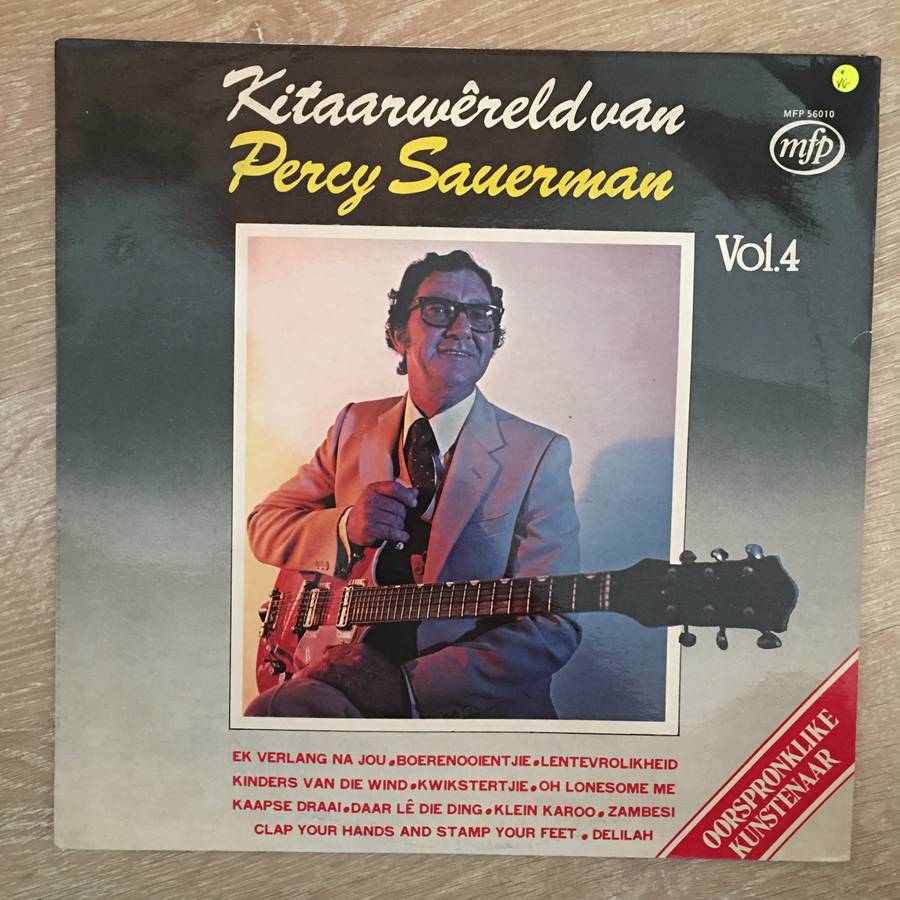 Kitaarwêreld van
Percy Sauerman
VG
MFP 56010
mfp
Vol.4
EK VERLANG NA JOU • BOERENOOIENTJIE • LENTEVROLIKHEID
KINDERS VAN DIE WIND • KWIKSTERTJIE • OH LONESOME ME
KAAPSE DRAAI • DAAR LÊ DIE DING • KLEIN KAROO • ZAMBESI
CLAP YOUR HANDS AND STAMP YOUR FEET • DELILAH
OORSPRONKLIKE
KUNSTENAAR